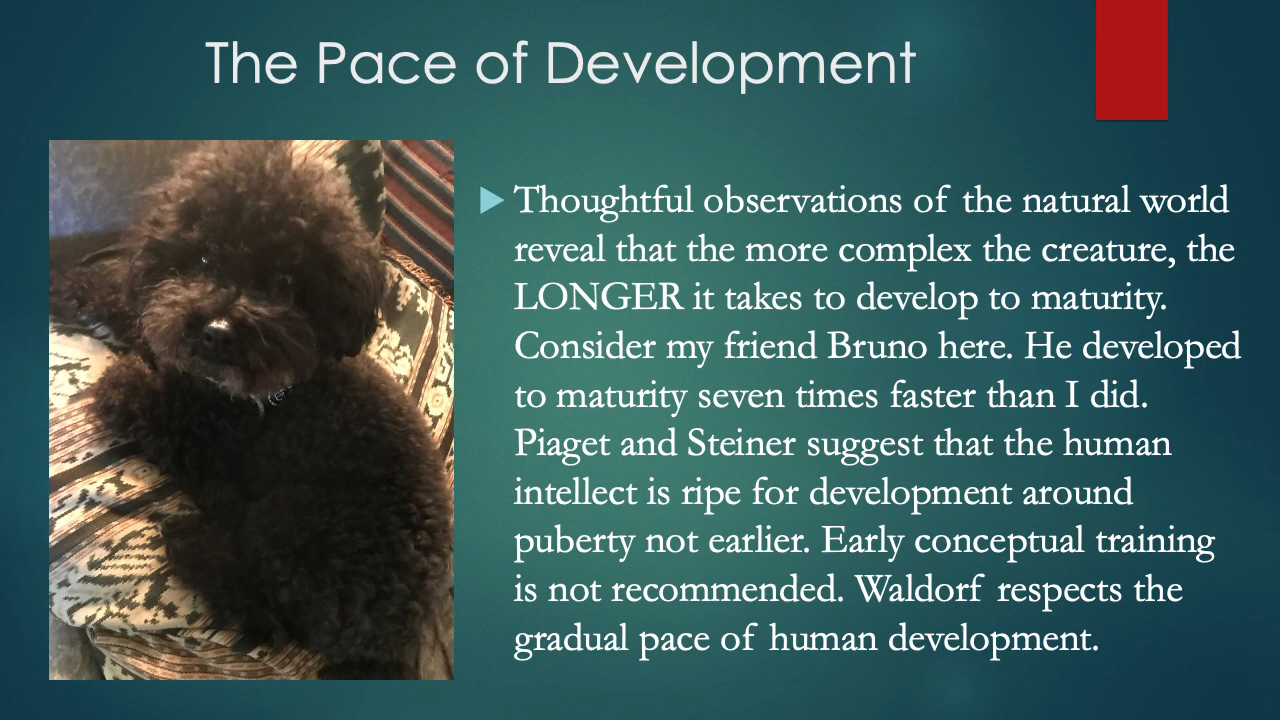 The Pace of Development
Thoughtful observations of the natural world
reveal that the more complex the creature, the
LONGER it takes to develop to maturity.
Consider my friend Bruno here. He developed
to maturity seven times faster than I did.
Piaget and Steiner suggest that the human
intellect is ripe for development around
puberty not earlier. Early conceptual training
is not recommended. Waldorf respects the
gradual pace of human development.